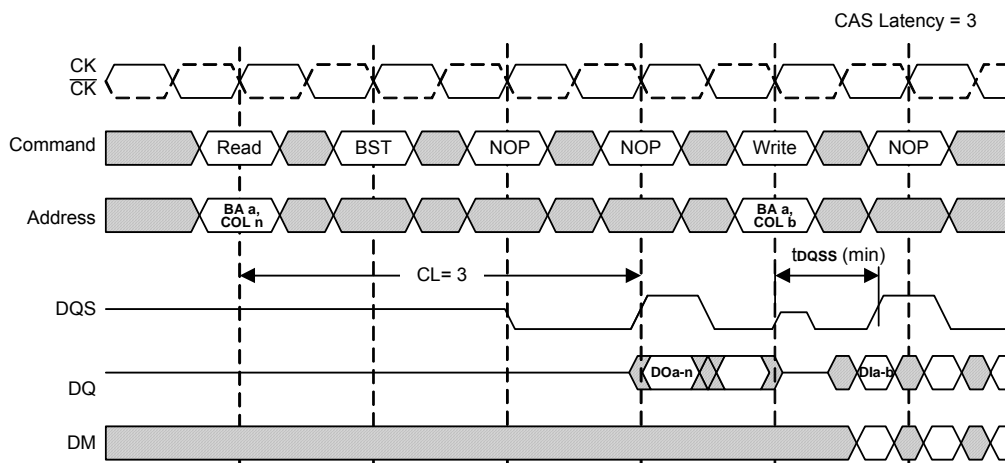 CAS Latency = 3
CK
CK
Command
Read
BST
NOP
NOP
Write
NOP
Address
BA a,
COL n
BA a,
COL b
CL= 3
tDQSS (min)
DQS
DQ
DOa-n
DIa-b
DM